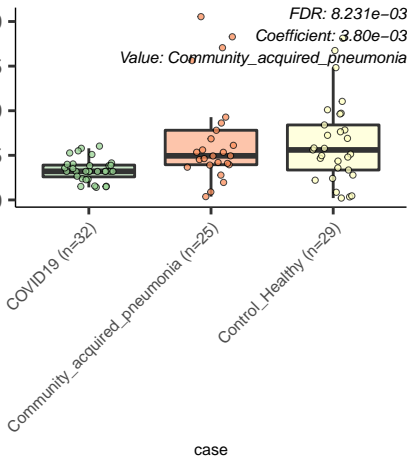 FDR: 8.231e−03
Coefficient: 3.80e−03
Value: Community_acquired_pneumonia
COVID19 (n=32)
Community_acquired_pneumonia (n=25)
Control_Healthy (n=29)
case